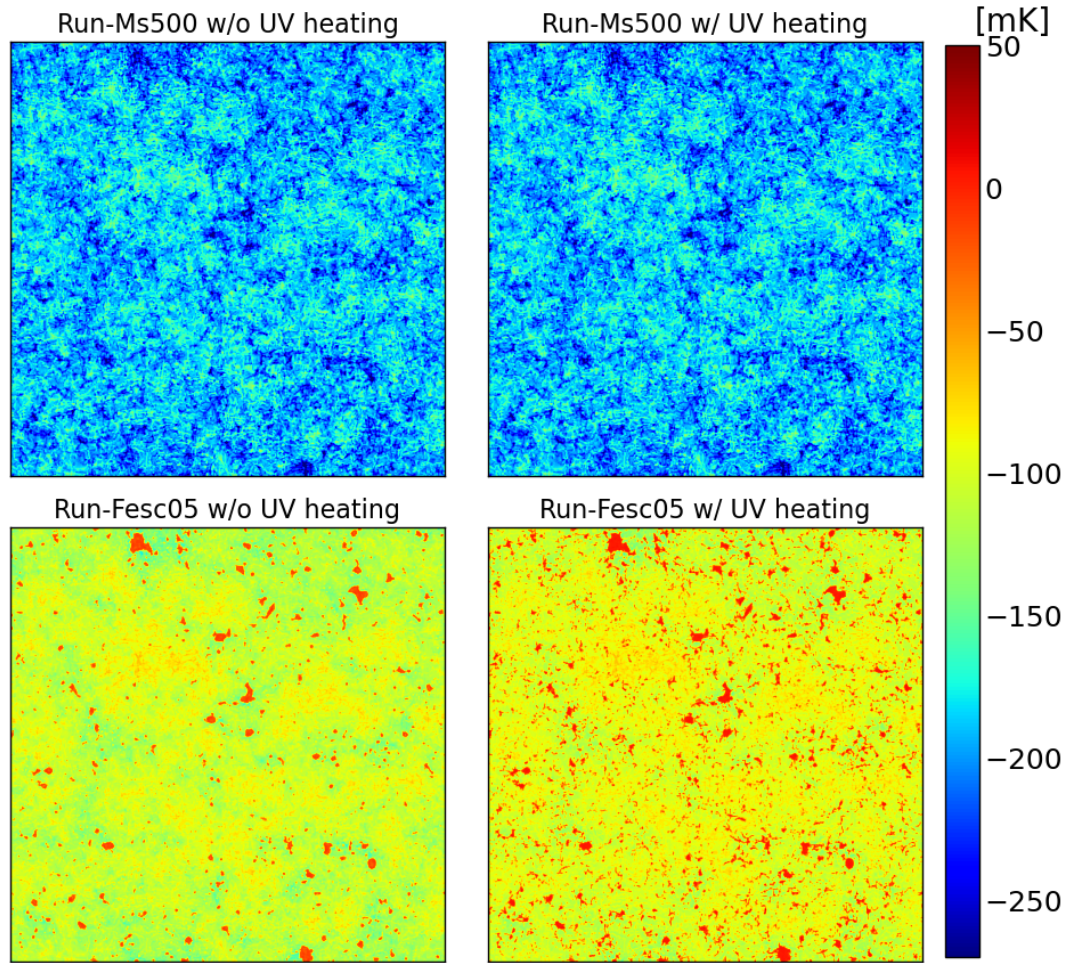 Run-Ms500 w/o UV heating
Run-Ms500 w/ UV heating
[mK]
50
0
−50
−100
−150
−200
−250
Run-Fesc05 w/o UV heating
Run-Fesc05 w/ UV heating